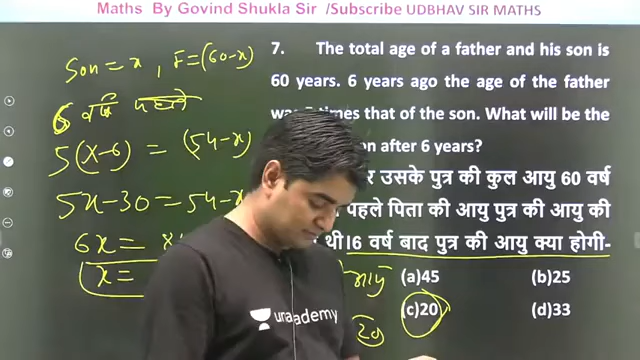 Maths By Govind Shukla Sir /Subscribe UDBHAV SIR MATHS
Son = x , F = (60-x)
6 वर्ष पहले
5(x-6) = (54-x)
5x-30 = 54-x
6x =
x =
7. The total age of a father and his son is
60 years. 6 years ago the age of the father
was times that of the son. What will be the
on after 6 years?
र उसके पुत्र की कुल आयु 60 वर्ष
पहले पिता की आयु पुत्र की आयु की
थी।6 वर्ष बाद पुत्र की आयु क्या होगी-
(a)45 (b)25
(c)20 (d)33
20
unacademy